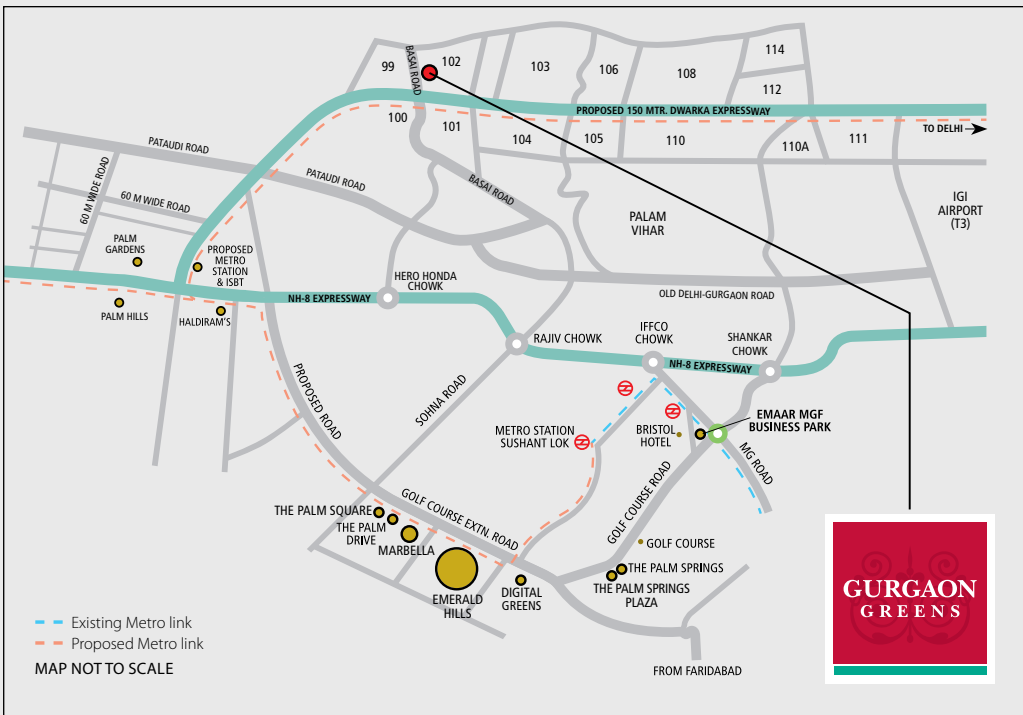 114
99
102
103
106
108
BASAI ROAD
112
PROPOSED 150 MTR. DWARKA EXPRESSWAY
100
101
104
105
110
110A
111
TO DELHI
PATAUDI ROAD
PATAUDI ROAD
BASAI ROAD
60 M WIDE ROAD
60 M WIDE ROAD
PALAM
VIHAR
IGI
AIRPORT
(T3)
PALM
GARDENS
PROPOSED
METRO
STATION
& ISBT
HERO HONDA
CHOWK
OLD DELHI-GURGAON ROAD
NH-8 EXPRESSWAY
PALM HILLS
HALDIRAM'S
RAJIV CHOWK
IFFCO
CHOWK
SHANKAR
CHOWK
NH-8 EXPRESSWAY
PROPOSED ROAD
SOHNA ROAD
METRO STATION
SUSHANT LOK
BRISTOL
HOTEL
EMAAR MGF
BUSINESS PARK
MG ROAD
GOLF COURSE ROAD
GOLF COURSE EXTN. ROAD
THE PALM SQUARE
THE PALM
DRIVE
MARBELLA
GOLF COURSE
THE PALM SPRINGS
THE PALM SPRINGS
PLAZA
EMERALD
HILLS
DIGITAL
GREENS
FROM FARIDABAD
GURGAON
GREENS
Existing Metro link
Proposed Metro link
MAP NOT TO SCALE